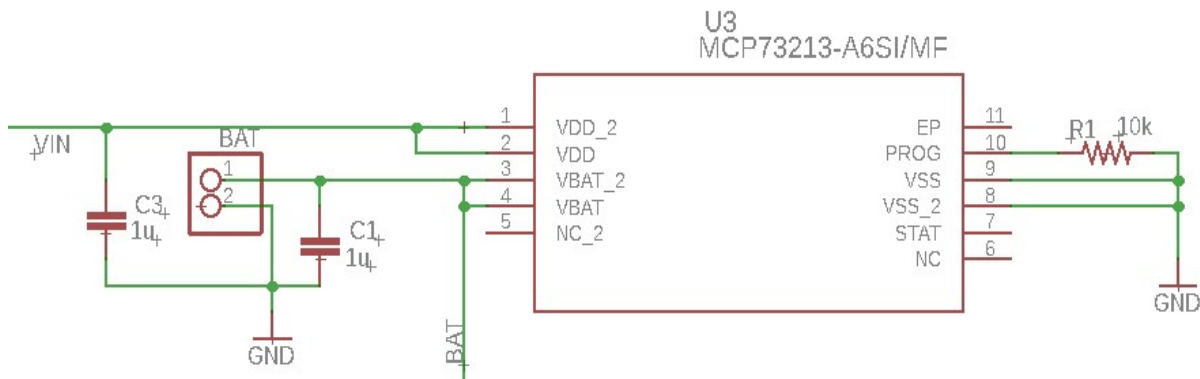 U3
MCP73213-A6SI/MF
VIN
BAT
1
2
C3
1u
C1
1u
BAT
GND
1 VDD_2
2 VDD
3 VBAT_2
4 VBAT
5 NC_2
EP 11
PROG 10
VSS 9
VSS_2 8
STAT 7
NC 6
R1 10k
GND